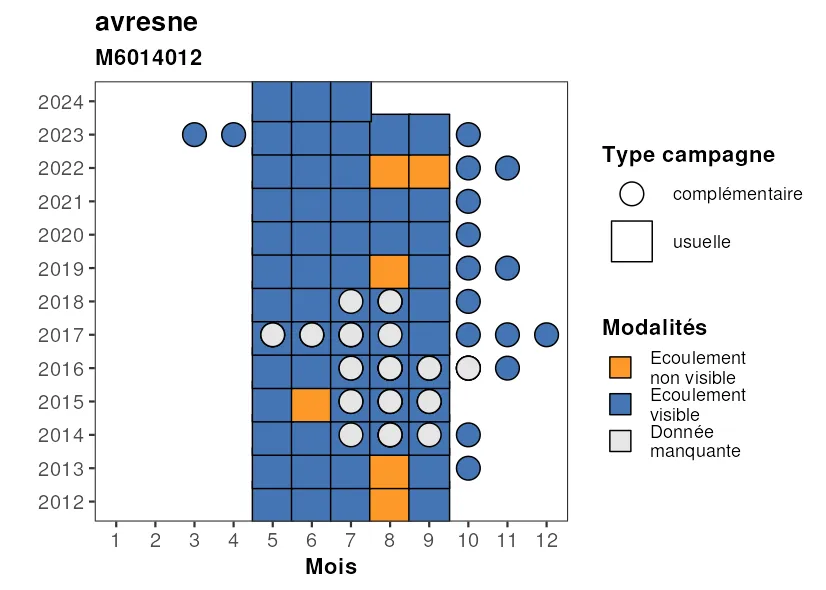 avresne
M6014012
2024
2023
2022
2021
2020
2019
2018
2017
2016
2015
2014
2013
2012
1 2 3 4 5 6 7 8 9 10 11 12
Mois
Type campagne
complémentaire
usuelle
Modalités
Ecoulement
non visible
Ecoulement
visible
Donnée
manquante